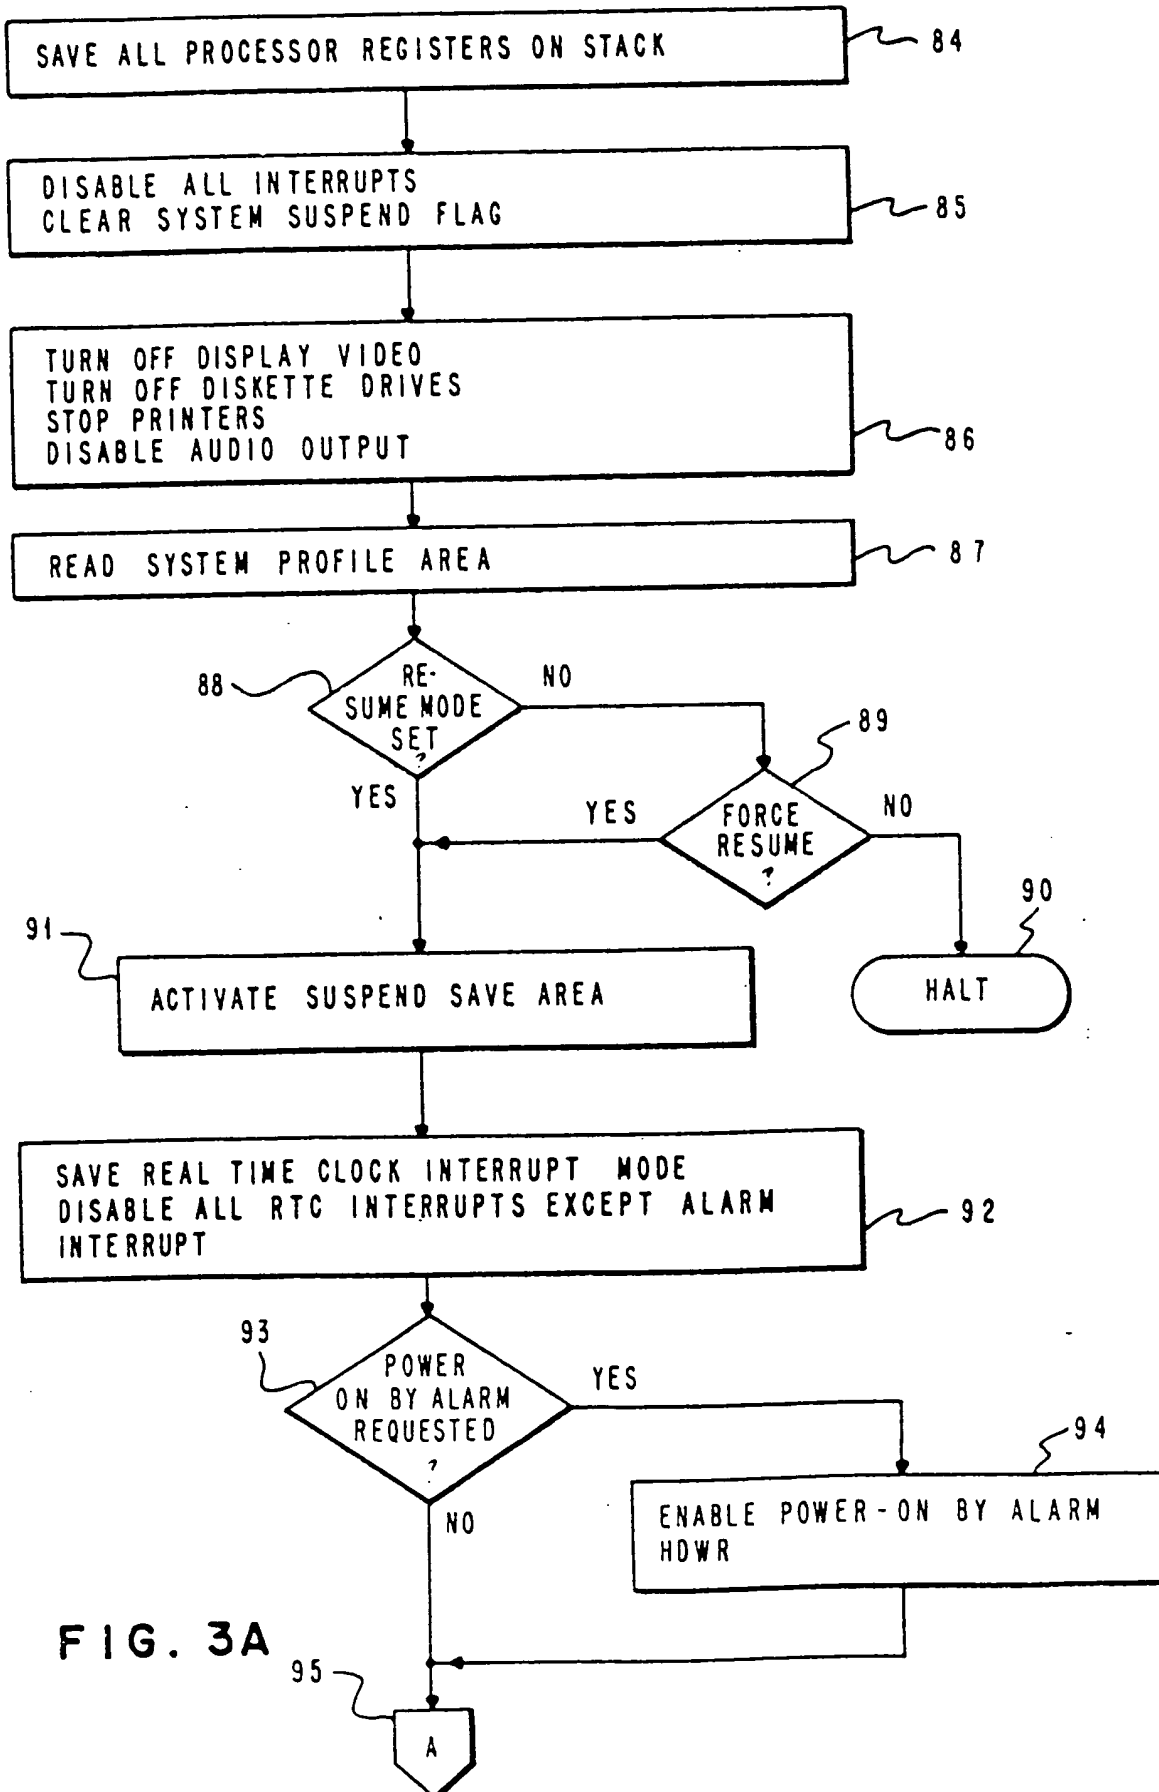 SAVE ALL PROCESSOR REGISTERS ON STACK
84
DISABLE ALL INTERRUPTS
CLEAR SYSTEM SUSPEND FLAG
85
TURN OFF DISPLAY VIDEO
TURN OFF DISKETTE DRIVES
STOP PRINTERS
DISABLE AUDIO OUTPUT
86
READ SYSTEM PROFILE AREA
87
88
RE-
SUME MODE
SET
?
NO
YES
89
FORCE
RESUME
?
YES
NO
90
HALT
91
ACTIVATE SUSPEND SAVE AREA
SAVE REAL TIME CLOCK INTERRUPT MODE
DISABLE ALL RTC INTERRUPTS EXCEPT ALARM
INTERRUPT
92
93
POWER
ON BY ALARM
REQUESTED
?
YES
NO
94
ENABLE POWER-ON BY ALARM
HDWR
FIG. 3A
95
A